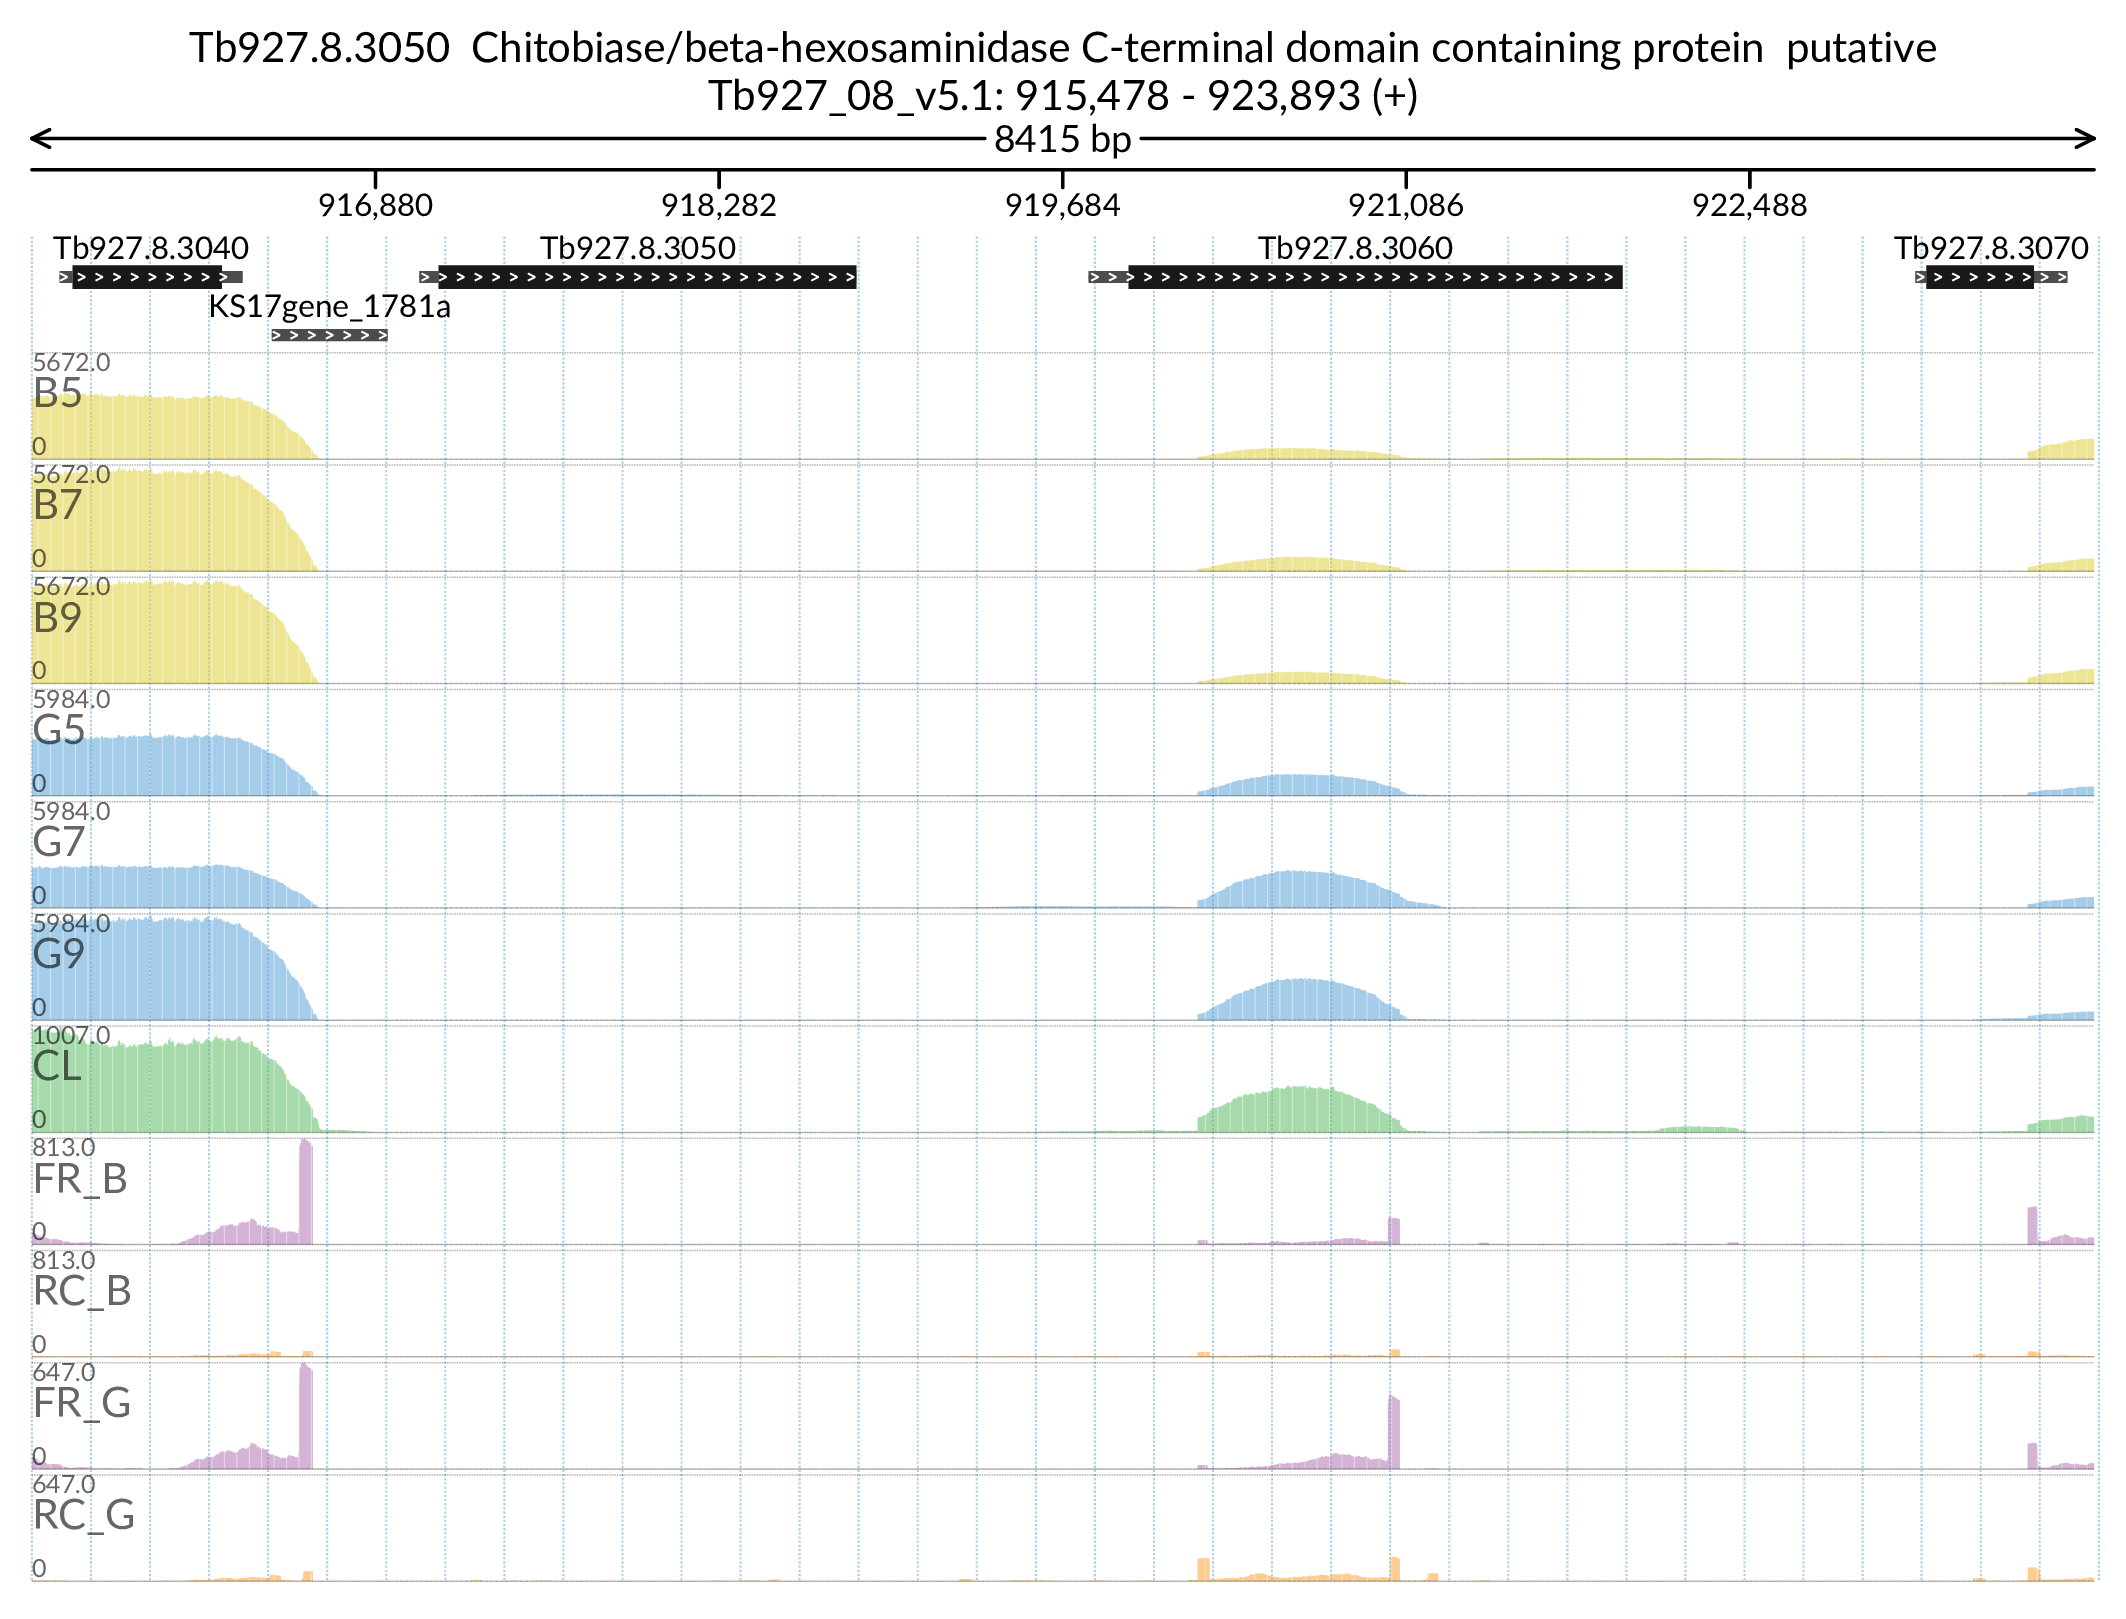 Tb927.8.3050  Chitobiase/beta-hexosaminidase C-terminal domain containing protein  putative
Tb927_08_v5.1: 915,478 - 923,893 (+)
8415 bp
916,880 918,282 919,684 921,086 922,488
Tb927.8.3040 Tb927.8.3050 Tb927.8.3060 Tb927.8.3070
KS17gene_1781a
5672.0
B5
0
5672.0
B7
0
5672.0
B9
0
5984.0
G5
0
5984.0
G7
0
5984.0
G9
0
1007.0
CL
0
813.0
FR_B
0
813.0
RC_B
0
647.0
FR_G
0
647.0
RC_G
0